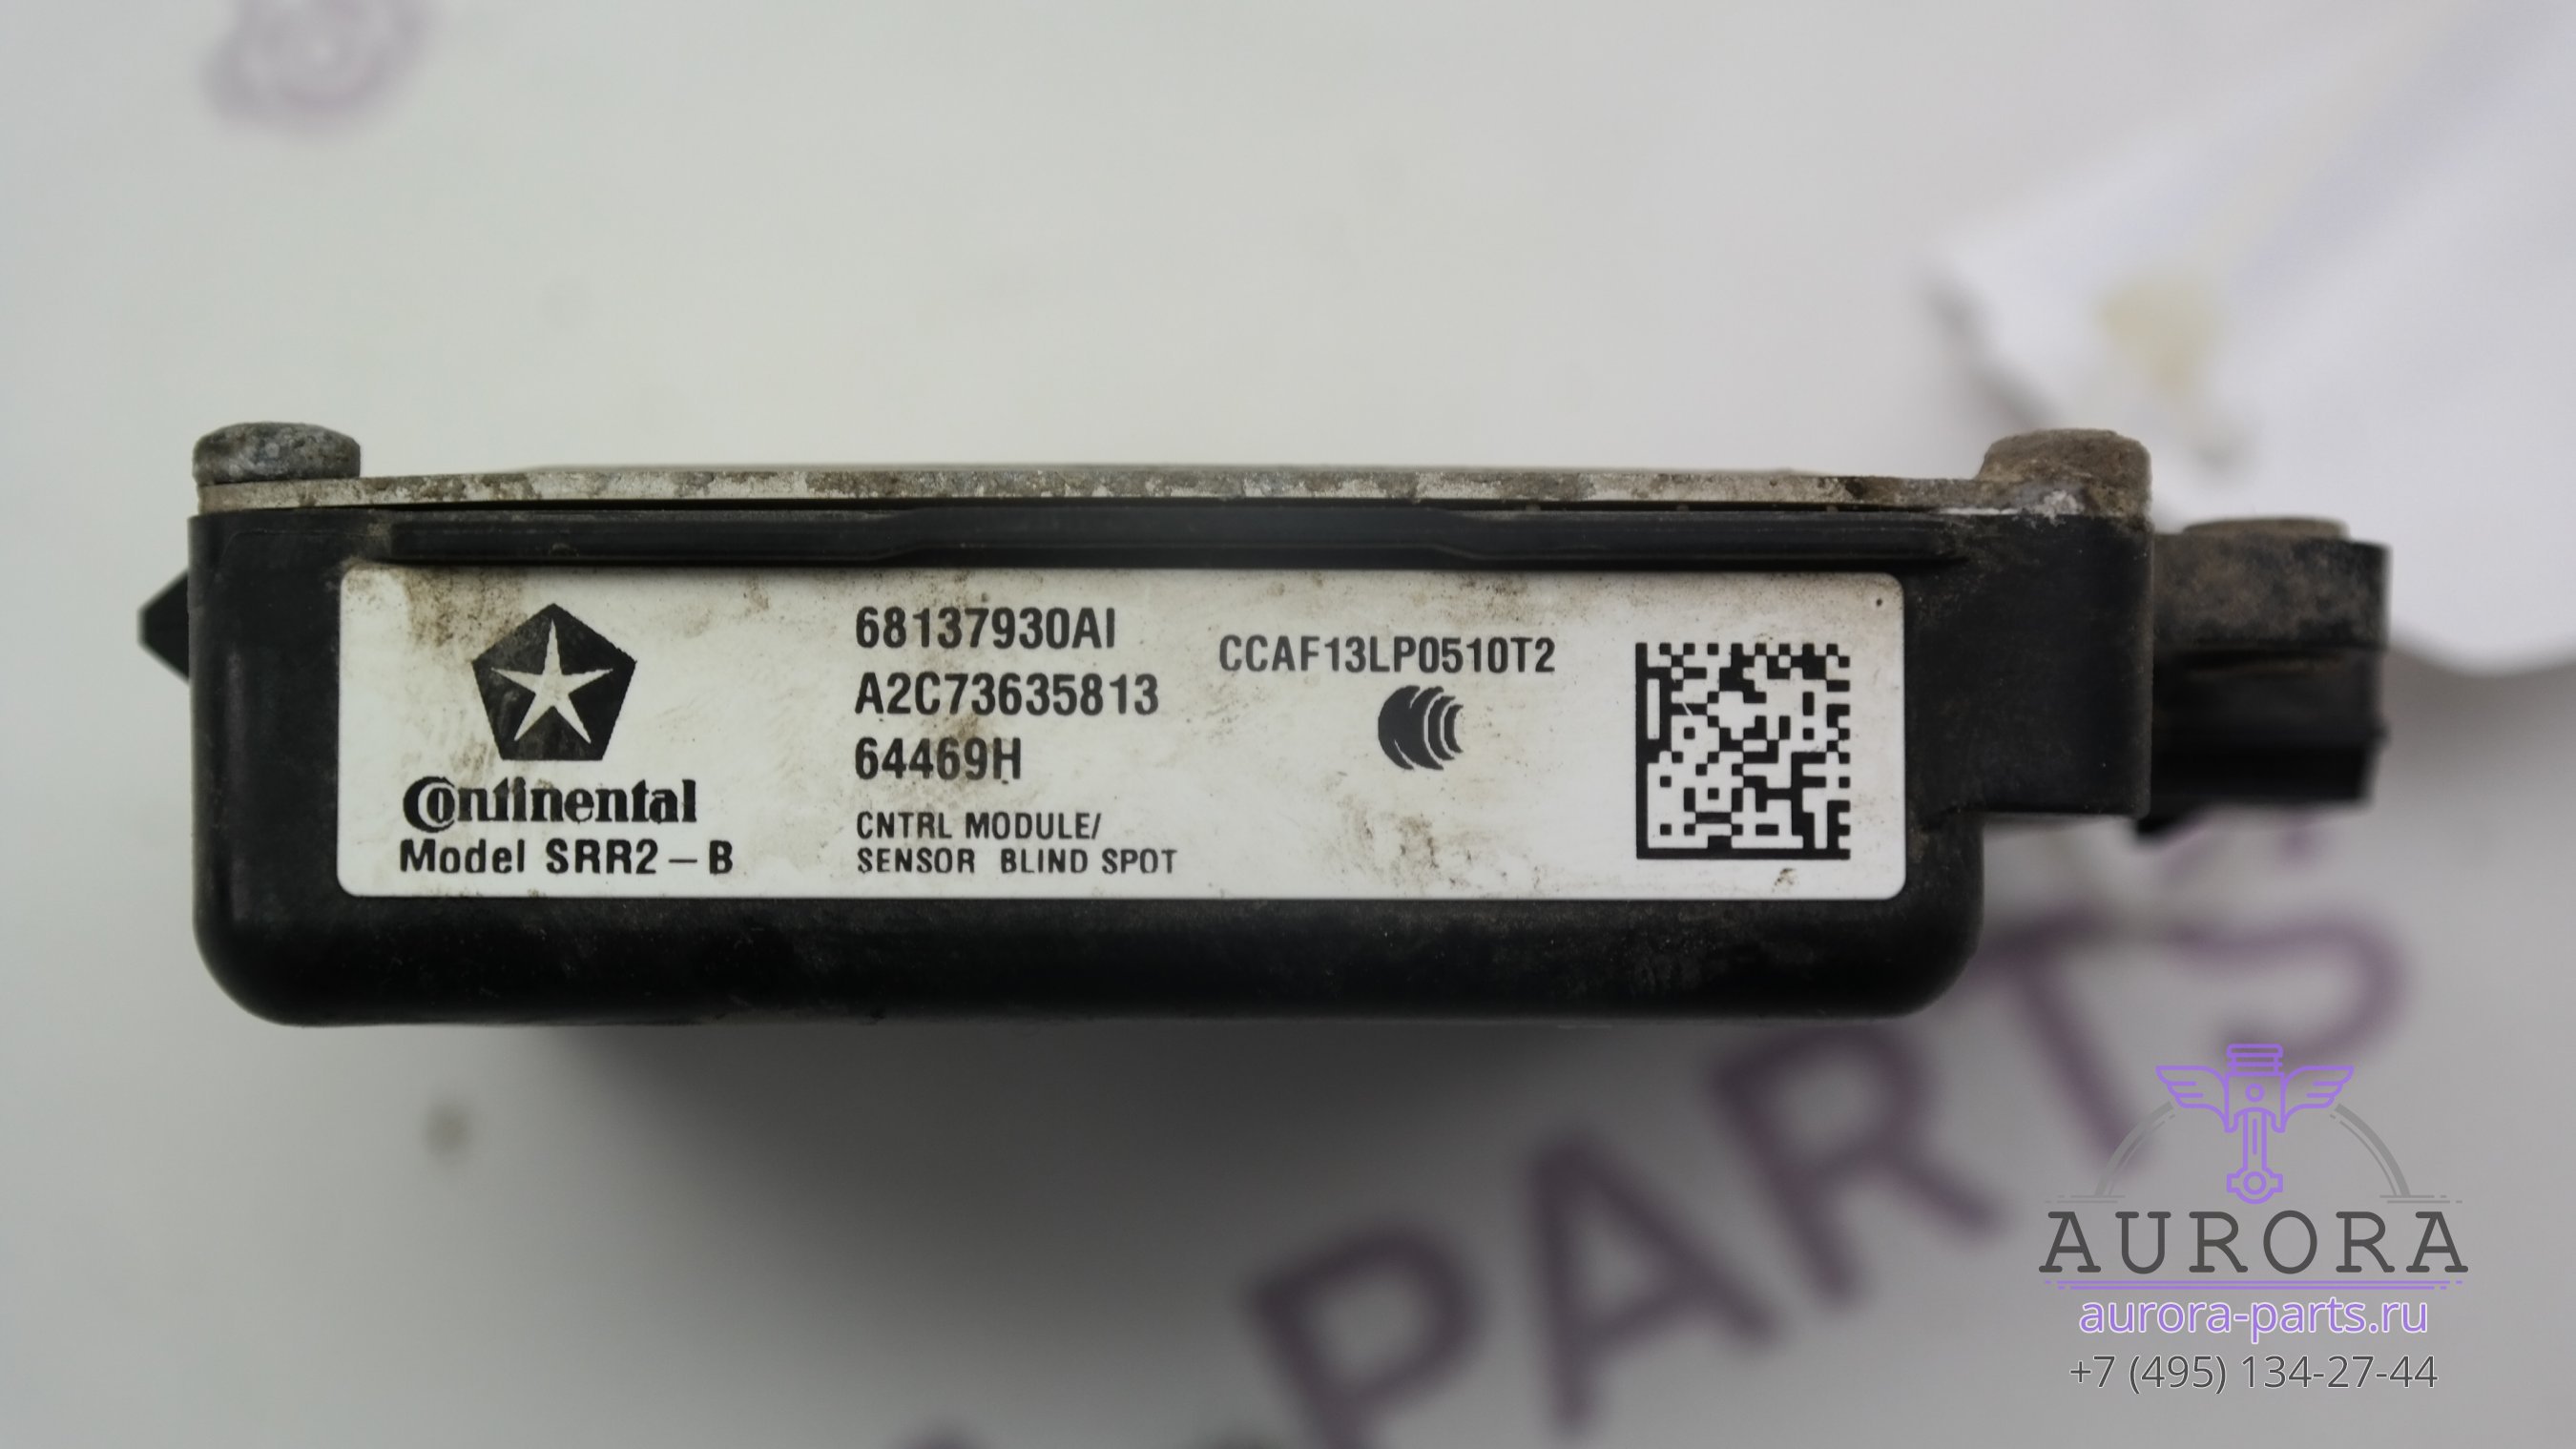 68137930AI
A2C73635813
64469H
CNTRL MODULE/
SENSOR BLIND SPOT
CCAF13LP0510T2
Continental
Model SRR2-B
PARTS
AURORA
aurora-parts.ru
+7 (495) 134-27-44